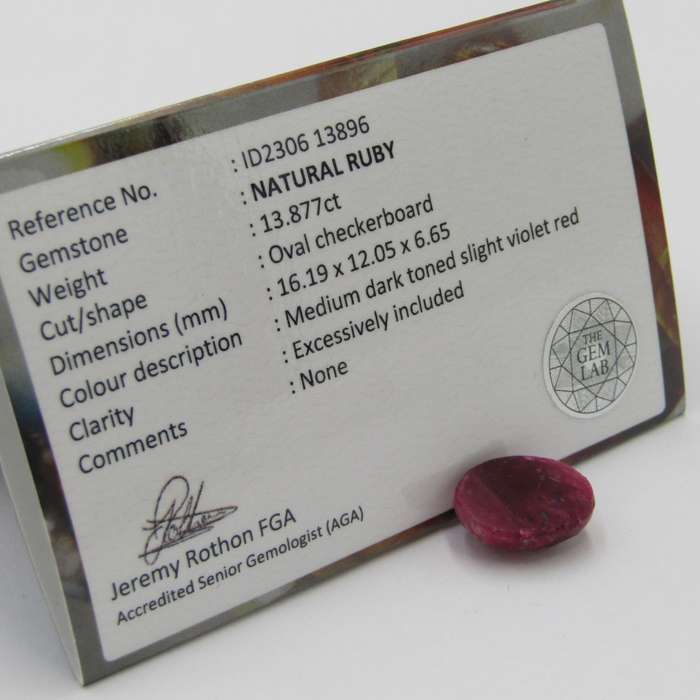 Reference No. : ID2306 13896
Gemstone : NATURAL RUBY
Weight : 13.877ct
Cut/shape : Oval checkerboard
Dimensions (mm) : 16.19 x 12.05 x 6.65
Colour description : Medium dark toned slight violet red
Clarity : Excessively included
Comments : None
THE
GEM
LAB
Jeremy Rothon FGA
Accredited Senior Gemologist (AGA)